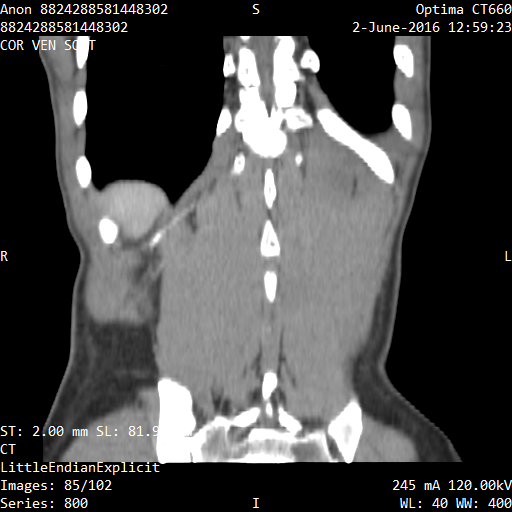 Anon 8824288581448302
8824288581448302
COR VEN SOFT
S
Optima CT660
2-June-2016 12:59:23
R
L
ST: 2.00 mm SL: 81.9
CT
LittleEndianExplicit
Images: 85/102
Series: 800
I
245 mA 120.00kV
WL: 40 WW: 400